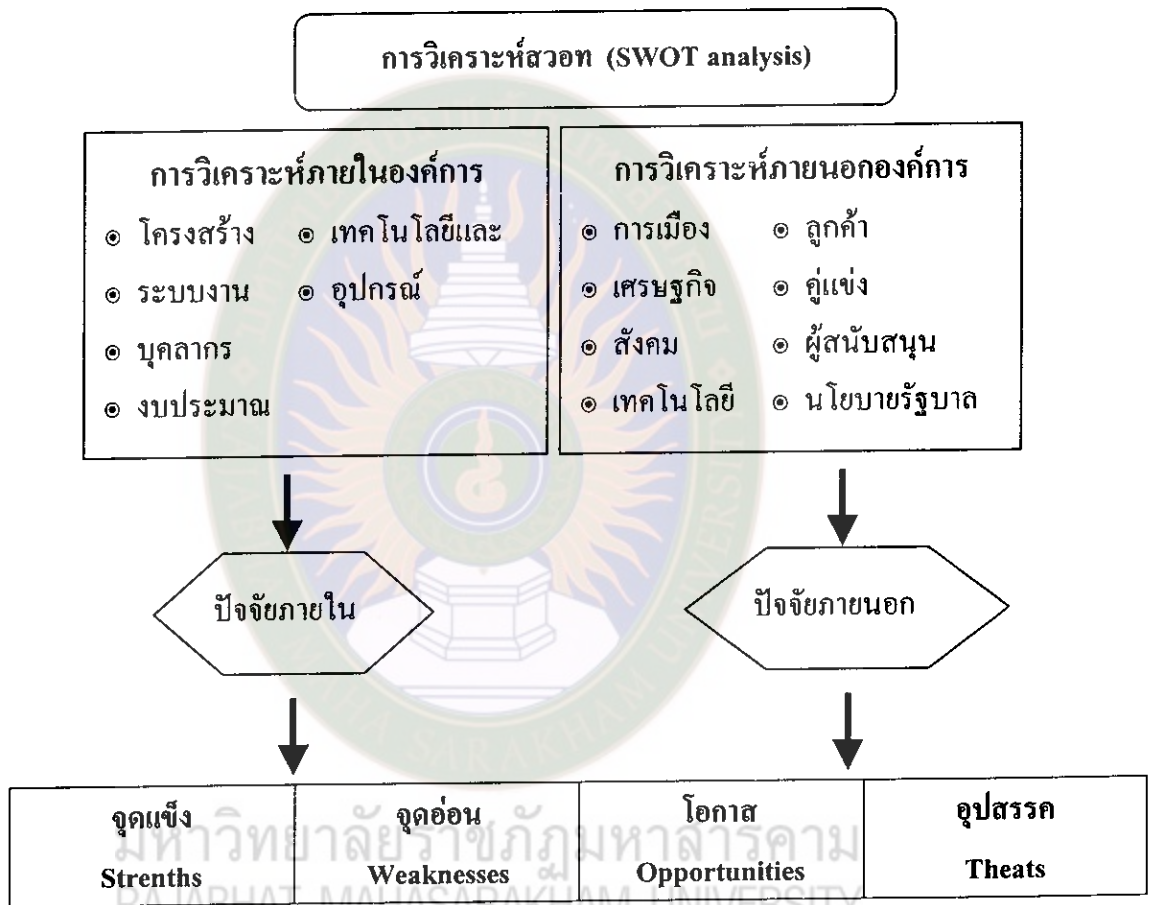 การวิเคราะห์สวอท (SWOT analysis)
การวิเคราะห์ภายในองค์การ
โครงสร้าง
เทคโนโลยีและ
ระบบงาน
อุปกรณ์
บุคลากร
งบประมาณ
การวิเคราะห์ภายนอกองค์การ
การเมือง
ลูกค้า
เศรษฐกิจ
คู่แข่ง
สังคม
ผู้สนับสนุน
เทคโนโลยี
นโยบายรัฐบาล
ปัจจัยภายใน
ปัจจัยภายนอก
จุดแข็ง
Strenths
จุดอ่อน
Weaknesses
โอกาส
Opportunities
อุปสรรค
Theats
มหาวิทยาลัยราชภัฏมหาสารคาม
RAJABHAT MAHASARAKHAM UNIVERSITY